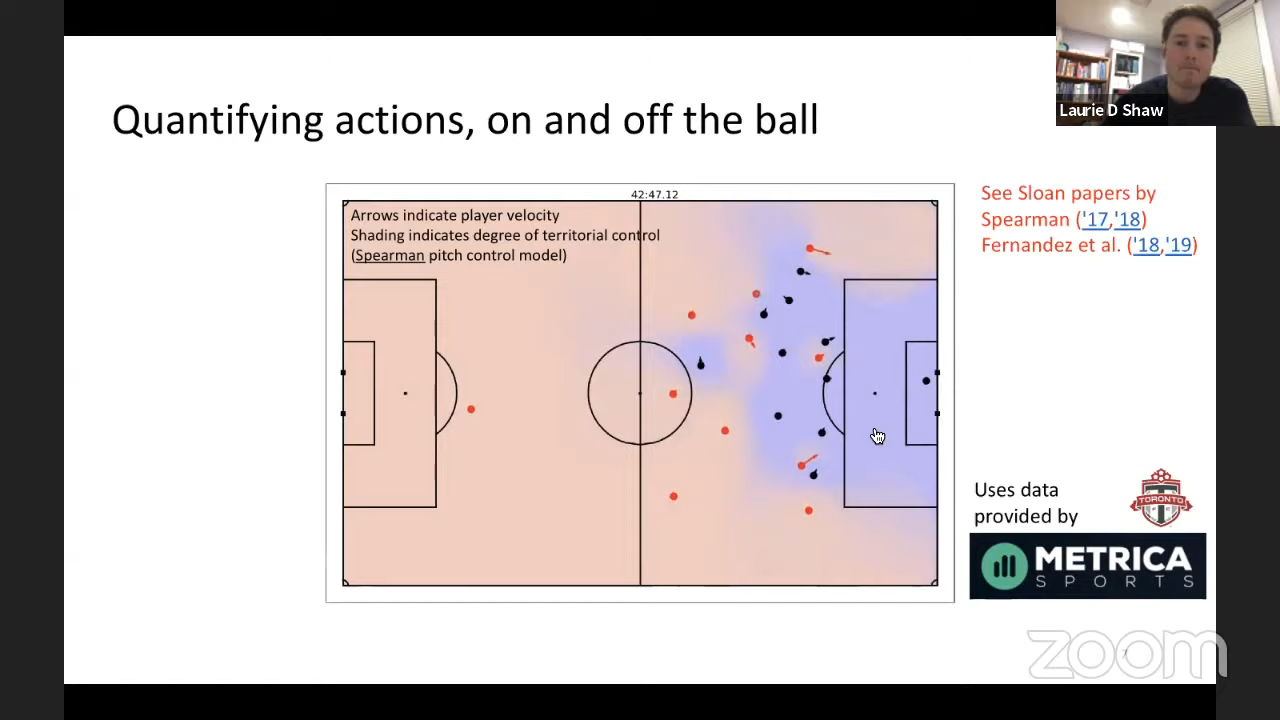 Laurie D Shaw
Quantifying actions, on and off the ball
42:47.12
Arrows indicate player velocity
Shading indicates degree of territorial control
(Spearman pitch control model)
See Sloan papers by
Spearman ('17,'18)
Fernandez et al. ('18,'19)
Uses data
provided by
TORONTO
METRICA
SPORTS
zoom
7